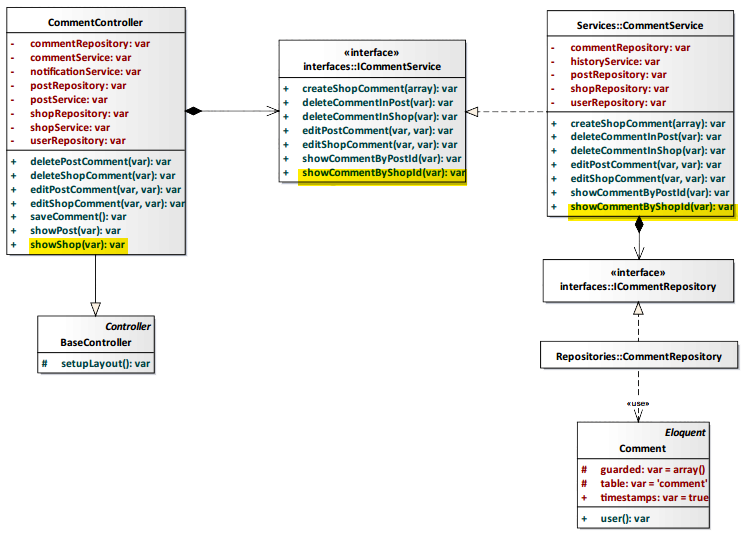 CommentController
- commentRepository: var
- commentService: var
- notificationService: var
- postRepository: var
- postService: var
- shopRepository: var
- shopService: var
- userRepository: var
+ deletePostComment(var): var
+ deleteShopComment(var): var
+ editPostComment(var, var): var
+ editShopComment(var, var): var
+ saveComment(): var
+ showPost(var): var
+ showShop(var): var
«interface»
interfaces::ICommentService
+ createShopComment(array): var
+ deleteCommentInPost(var): var
+ deleteCommentInShop(var): var
+ editPostComment(var, var): var
+ editShopComment(var, var): var
+ showCommentByPostId(var): var
+ showCommentByShopId(var): var
Services::CommentService
- commentRepository: var
- historyService: var
- postRepository: var
- shopRepository: var
- userRepository: var
+ createShopComment(array): var
+ deleteCommentInPost(var): var
+ deleteCommentInShop(var): var
+ editPostComment(var, var): var
+ editShopComment(var, var): var
+ showCommentByPostId(var): var
+ showCommentByShopId(var): var
Controller
BaseController
# setupLayout(): var
«interface»
interfaces::ICommentRepository
Repositories::CommentRepository
«use»
Eloquent
Comment
# guarded: var = array()
# table: var = 'comment'
+ timestamps: var = true
+ user(): var